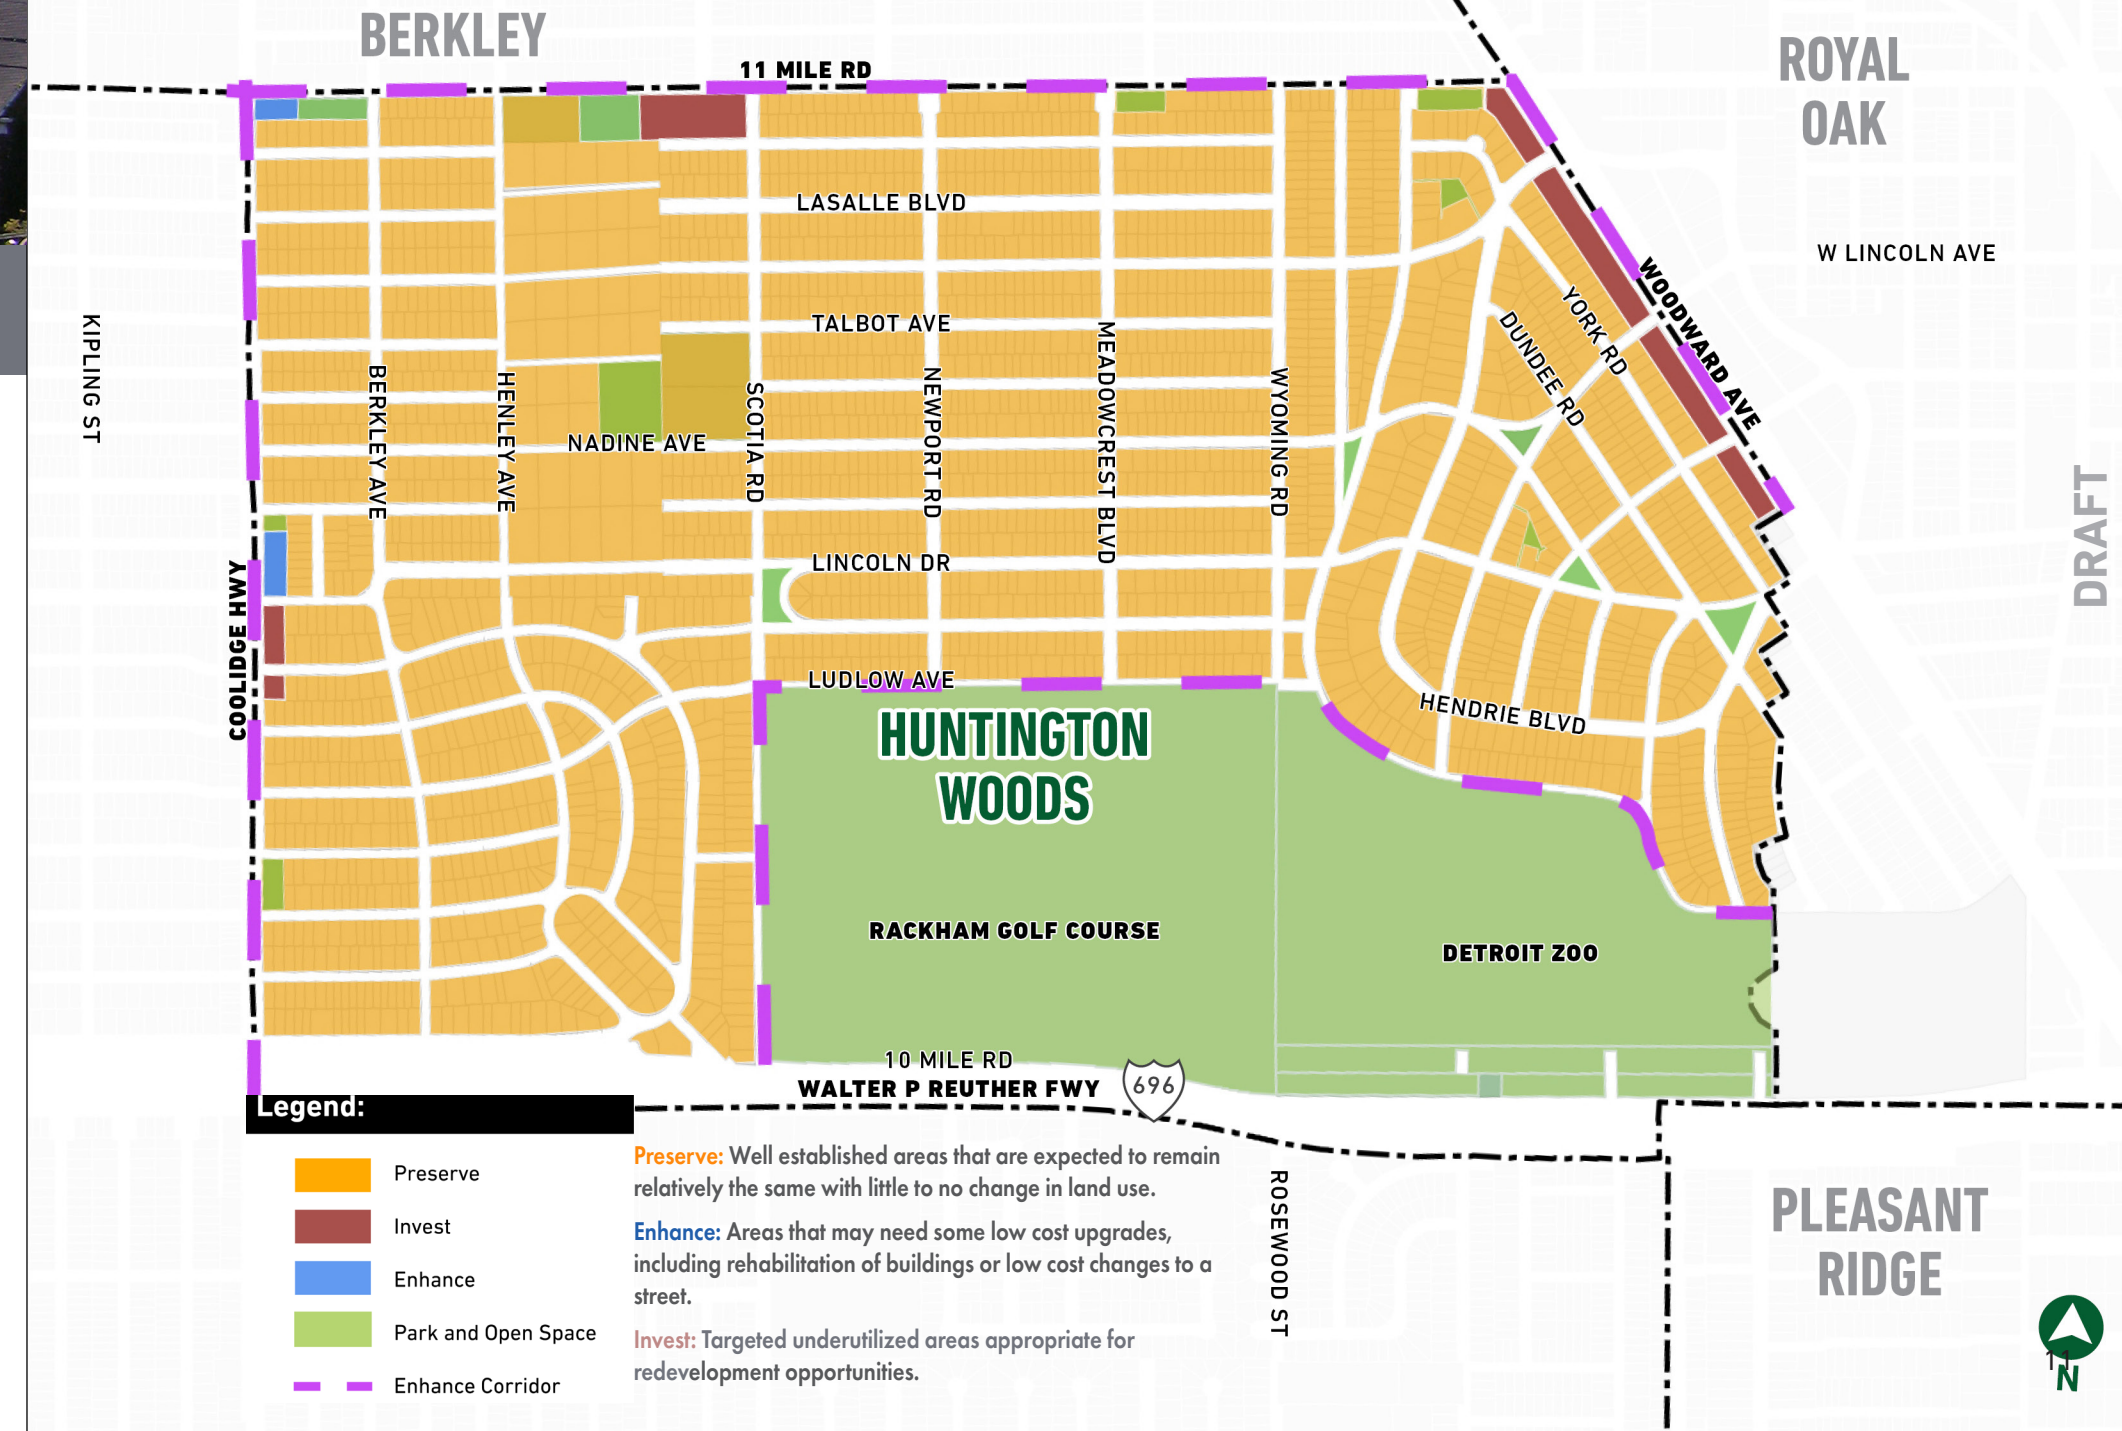 BERKLEY
ROYAL
OAK
11 MILE RD
LASALLE BLVD
W LINCOLN AVE
WOODWARD AVE
YORK RD
DUNDEE RD
KIPLING ST
TALBOT AVE
BERKLEY AVE
HENLEY AVE
SCOTIA RD
NEWPORT RD
MEADOWCREST BLVD
WYOMING RD
NADINE AVE
DRAFT
LINCOLN DR
COOLIDGE HWY
LUDLOW AVE
HENDRIE BLVD
HUNTINGTON
WOODS
RACKHAM GOLF COURSE
DETROIT ZOO
10 MILE RD
WALTER P REUTHER FWY
696
Legend:
Preserve
Invest
Enhance
Park and Open Space
Enhance Corridor
Preserve: Well established areas that are expected to remain
relatively the same with little to no change in land use.
Enhance: Areas that may need some low cost upgrades,
including rehabilitation of buildings or low cost changes to a
street.
Invest: Targeted underutilized areas appropriate for
redevelopment opportunities.
ROSEWOOD ST
PLEASANT
RIDGE
11
N